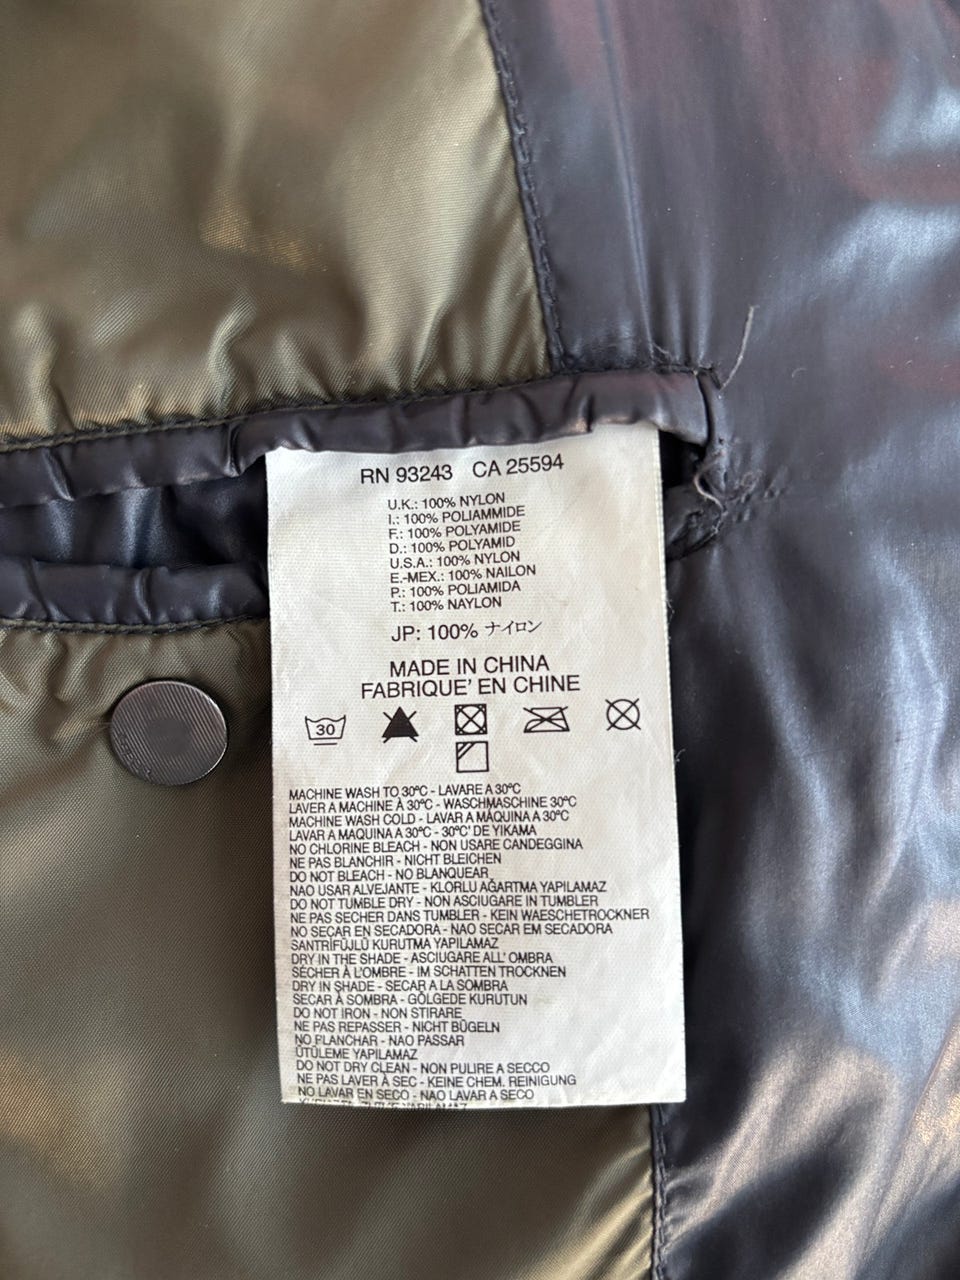 RN 93243 CA 25594
U.K.: 100% NYLON
I.: 100% POLIAMMIDE
F.: 100% POLYAMIDE
D.: 100% POLYAMID
U.S.A.: 100% NYLON
E.-MEX.: 100% NAILON
P.: 100% POLIAMIDA
T.: 100% NAYLON
JP: 100% ナイロン
MADE IN CHINA
FABRIQUE' EN CHINE
30
MACHINE WASH TO 30ºC - LAVARE A 30ºC
LAVER A MACHINE À 30ºC - WASCHMASCHINE 30ºC
MACHINE WASH COLD - LAVAR A MÁQUINA A 30ºC
LAVAR A MAQUINA A 30ºC - 30ºC' DE YIKAMA
NO CHLORINE BLEACH - NON USARE CANDEGGINA
NE PAS BLANCHIR - NICHT BLEICHEN
DO NOT BLEACH - NO BLANQUEAR
NAO USAR ALVEJANTE - KLORLU AĞARTMA YAPILAMAZ
DO NOT TUMBLE DRY - NON ASCIUGARE IN TUMBLER
NE PAS SECHER DANS TUMBLER - KEIN WAESCHETROCKNER
NO SECAR EN SECADORA - NAO SECAR EM SECADORA
SANTRİFÜJLÜ KURUTMA YAPILAMAZ
DRY IN THE SHADE - ASCIUGARE ALL' OMBRA
SÉCHER À L'OMBRE - IM SCHATTEN TROCKNEN
DRY IN SHADE - SECAR A LA SOMBRA
SECAR À SOMBRA - GÖLGEDE KURUTUN
DO NOT IRON - NON STIRARE
NE PAS REPASSER - NICHT BÜGELN
NO PLANCHAR - NAO PASSAR
ÜTÜLEME YAPILAMAZ
DO NOT DRY CLEAN - NON PULIRE A SECCO
NE PAS LAVER À SEC - KEINE CHEM. REINIGUNG
NO LAVAR EN SECO - NAO LAVAR A SECO